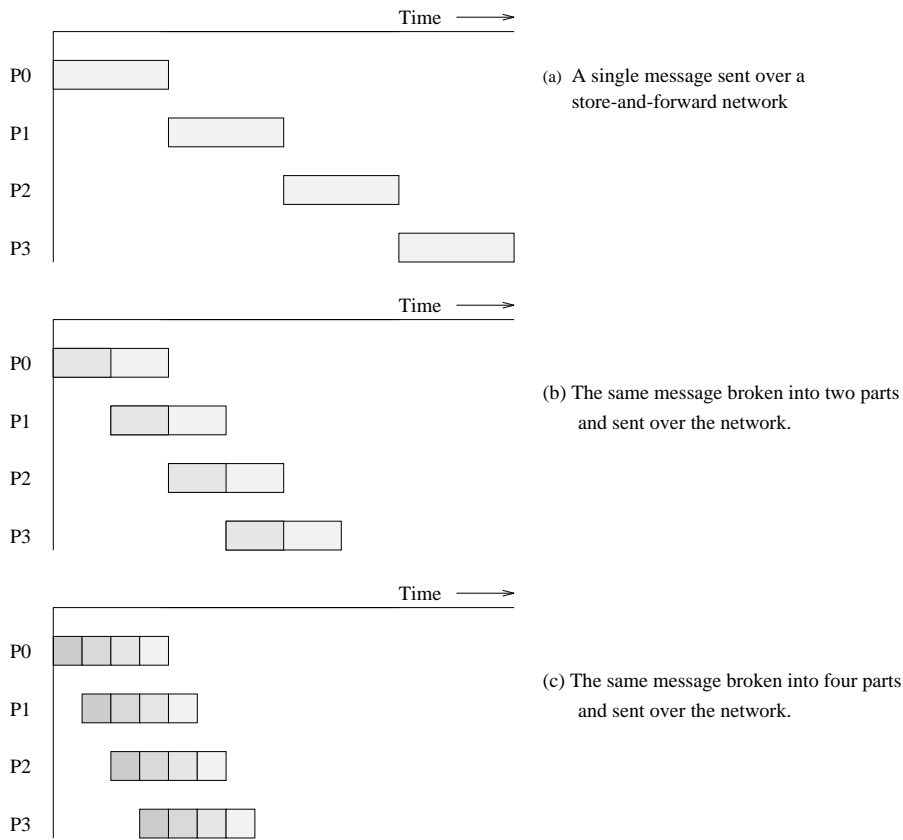 Time
P0
(a) A single message sent over a
store-and-forward network
P1
P2
P3
Time
P0
(b) The same message broken into two parts
and sent over the network.
P1
P2
P3
Time
P0
(c) The same message broken into four parts
and sent over the network.
P1
P2
P3